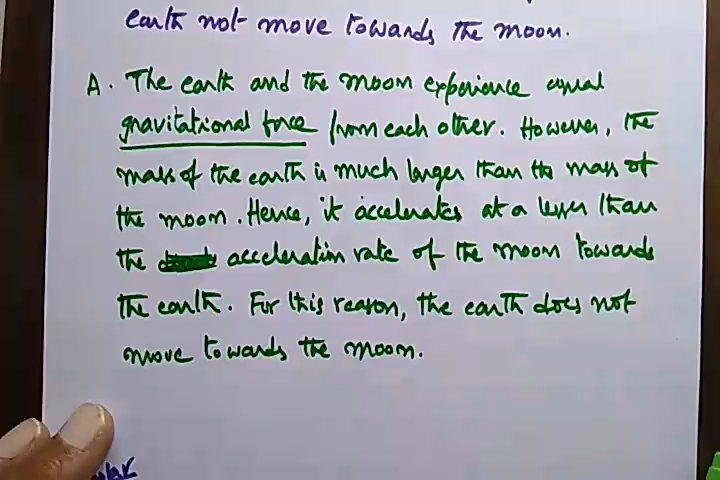 earth not move towards the moon.
A. The earth and the moon experience equal
gravitational force from each other. However, the
mass of the earth is much larger than the mass of
the moon. Hence, it accelerates at a lesser than
the acceleration rate of the moon towards
the earth. For this reason, the earth does not
move towards the moon.